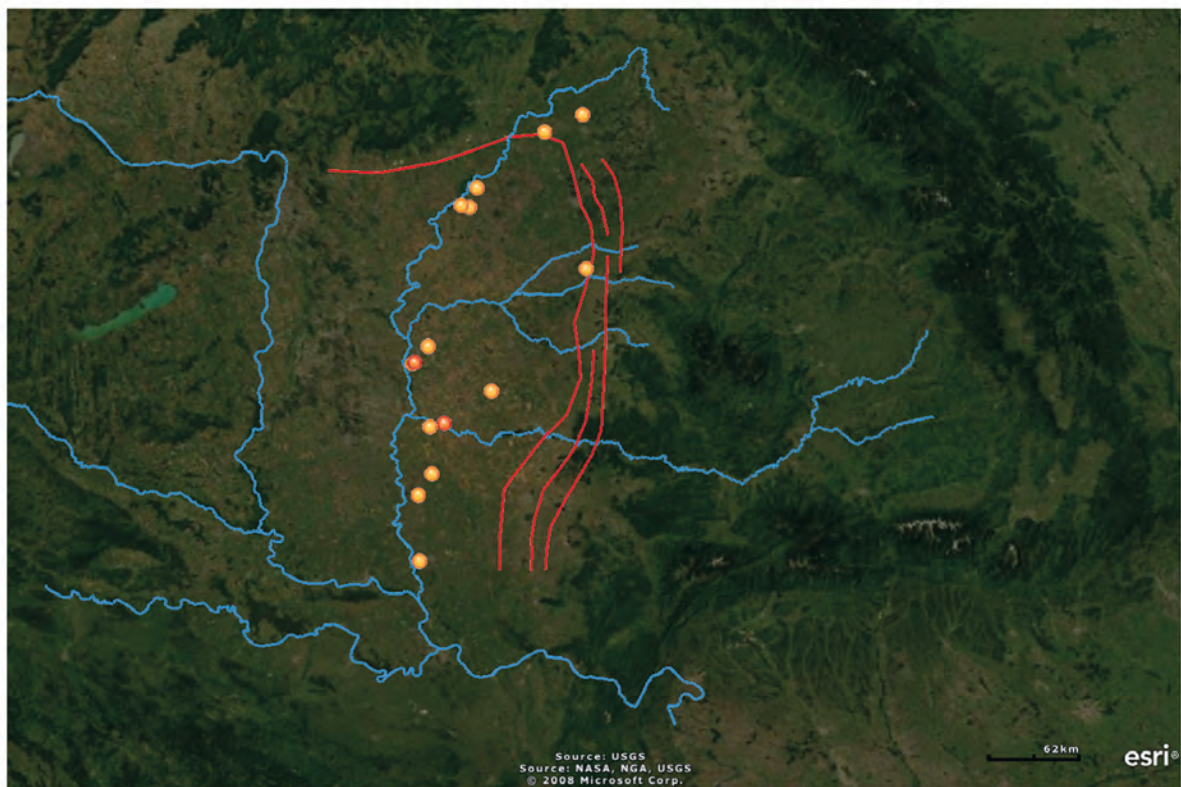 62km
esri®
Source: USGS
Source: NASA, NGA, USGS
© 2008 Microsoft Corp.